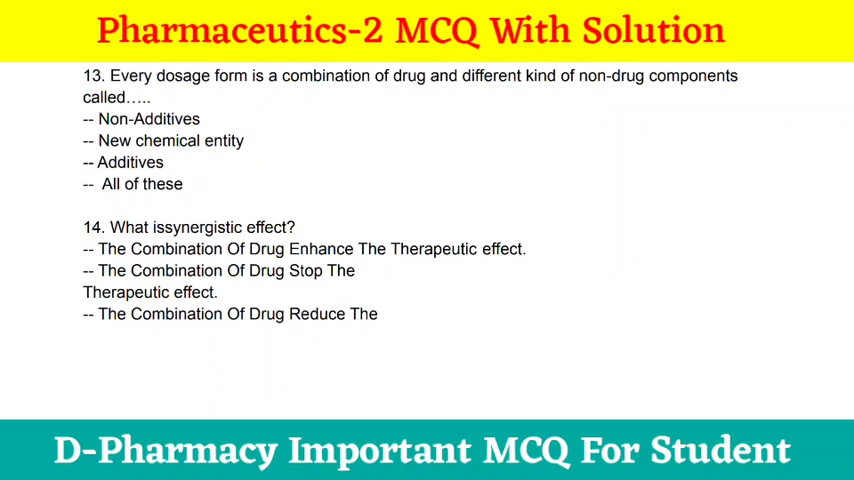 Pharmaceutics-2 MCQ With Solution
13. Every dosage form is a combination of drug and different kind of non-drug components
called…..
-- Non-Additives
-- New chemical entity
-- Additives
-- All of these
14. What issynergistic effect?
-- The Combination Of Drug Enhance The Therapeutic effect.
-- The Combination Of Drug Stop The
Therapeutic effect.
-- The Combination Of Drug Reduce The
D-Pharmacy Important MCQ For Student